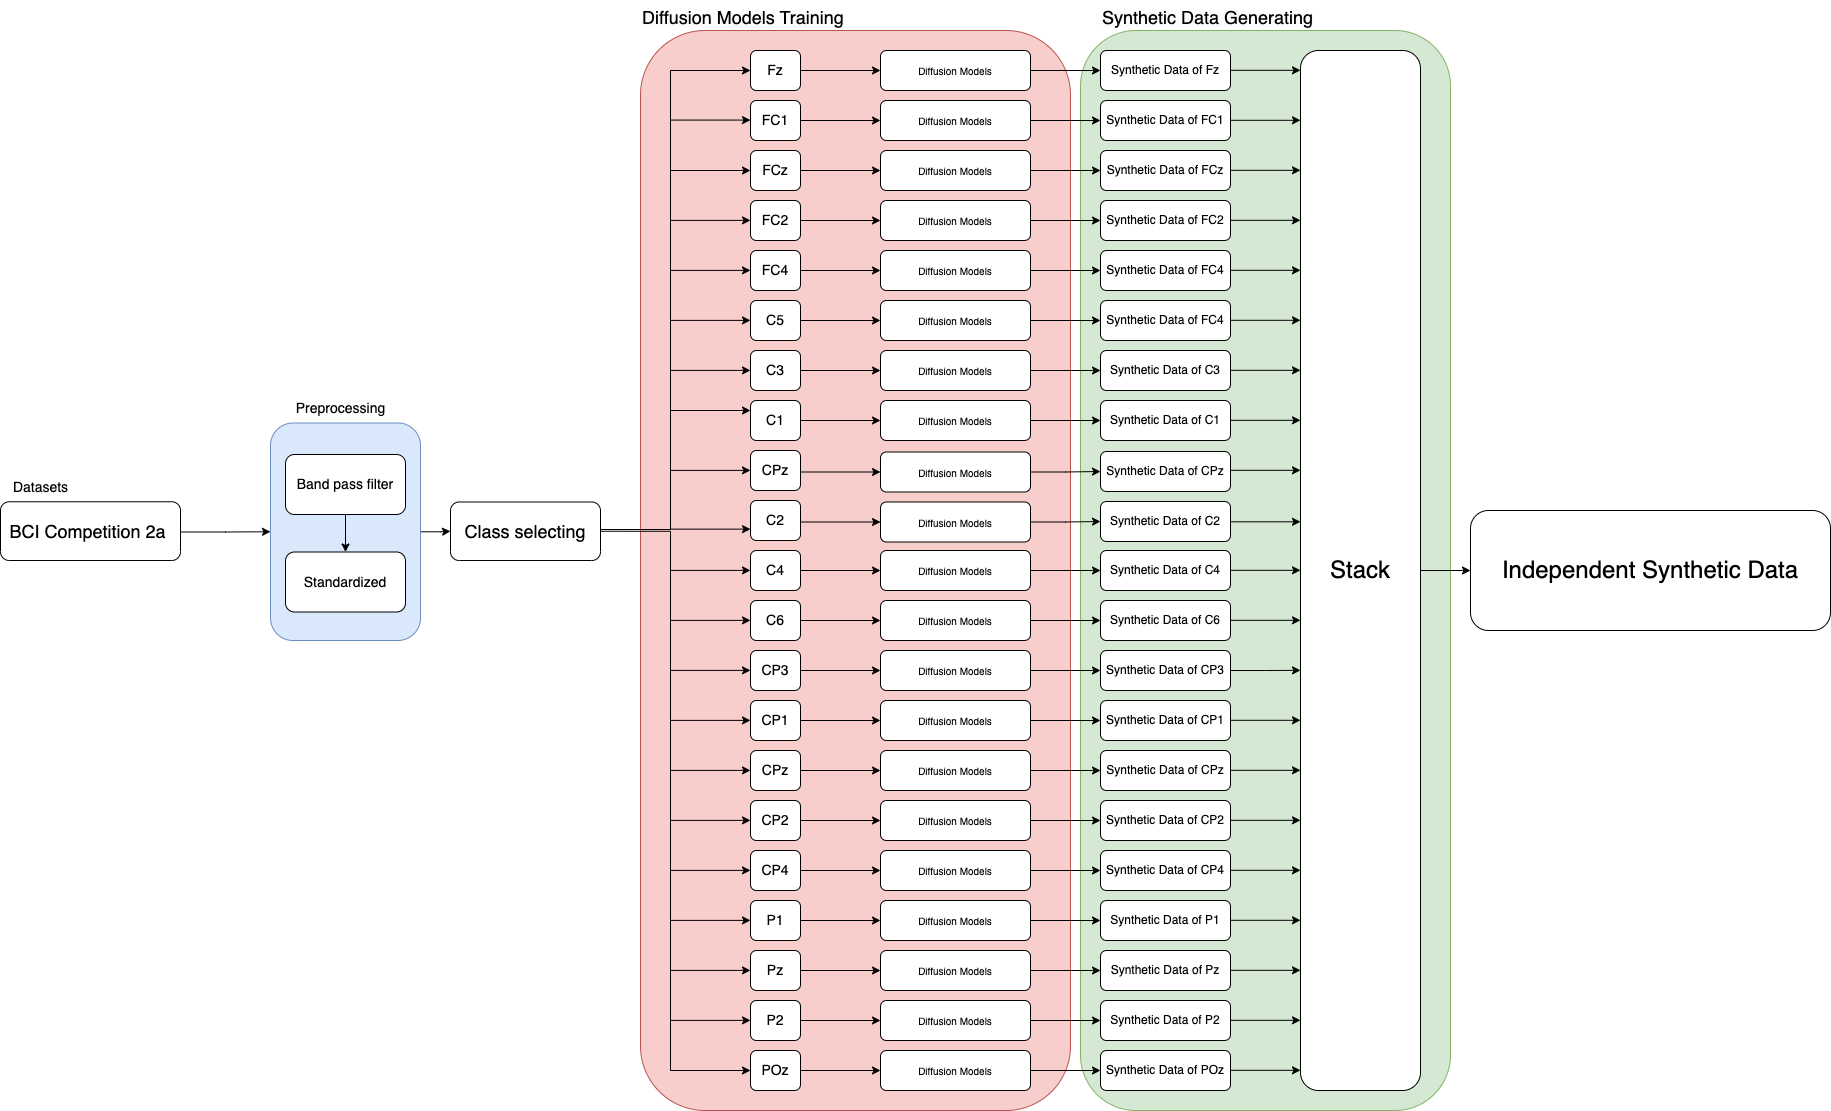 Diffusion Models Training
Synthetic Data Generating
Fz
Diffusion Models
Synthetic Data of Fz
FC1
Diffusion Models
Synthetic Data of FC1
FCz
Diffusion Models
Synthetic Data of FCz
FC2
Diffusion Models
Synthetic Data of FC2
FC4
Diffusion Models
Synthetic Data of FC4
C5
Diffusion Models
Synthetic Data of FC4
C3
Diffusion Models
Synthetic Data of C3
C1
Diffusion Models
Synthetic Data of C1
CPz
Diffusion Models
Synthetic Data of CPz
C2
Diffusion Models
Synthetic Data of C2
C4
Diffusion Models
Synthetic Data of C4
C6
Diffusion Models
Synthetic Data of C6
CP3
Diffusion Models
Synthetic Data of CP3
CP1
Diffusion Models
Synthetic Data of CP1
CPz
Diffusion Models
Synthetic Data of CPz
CP2
Diffusion Models
Synthetic Data of CP2
CP4
Diffusion Models
Synthetic Data of CP4
P1
Diffusion Models
Synthetic Data of P1
Pz
Diffusion Models
Synthetic Data of Pz
P2
Diffusion Models
Synthetic Data of P2
POz
Diffusion Models
Synthetic Data of POz
Datasets
BCI Competition 2a
Preprocessing
Band pass filter
Standardized
Class selecting
Stack
Independent Synthetic Data